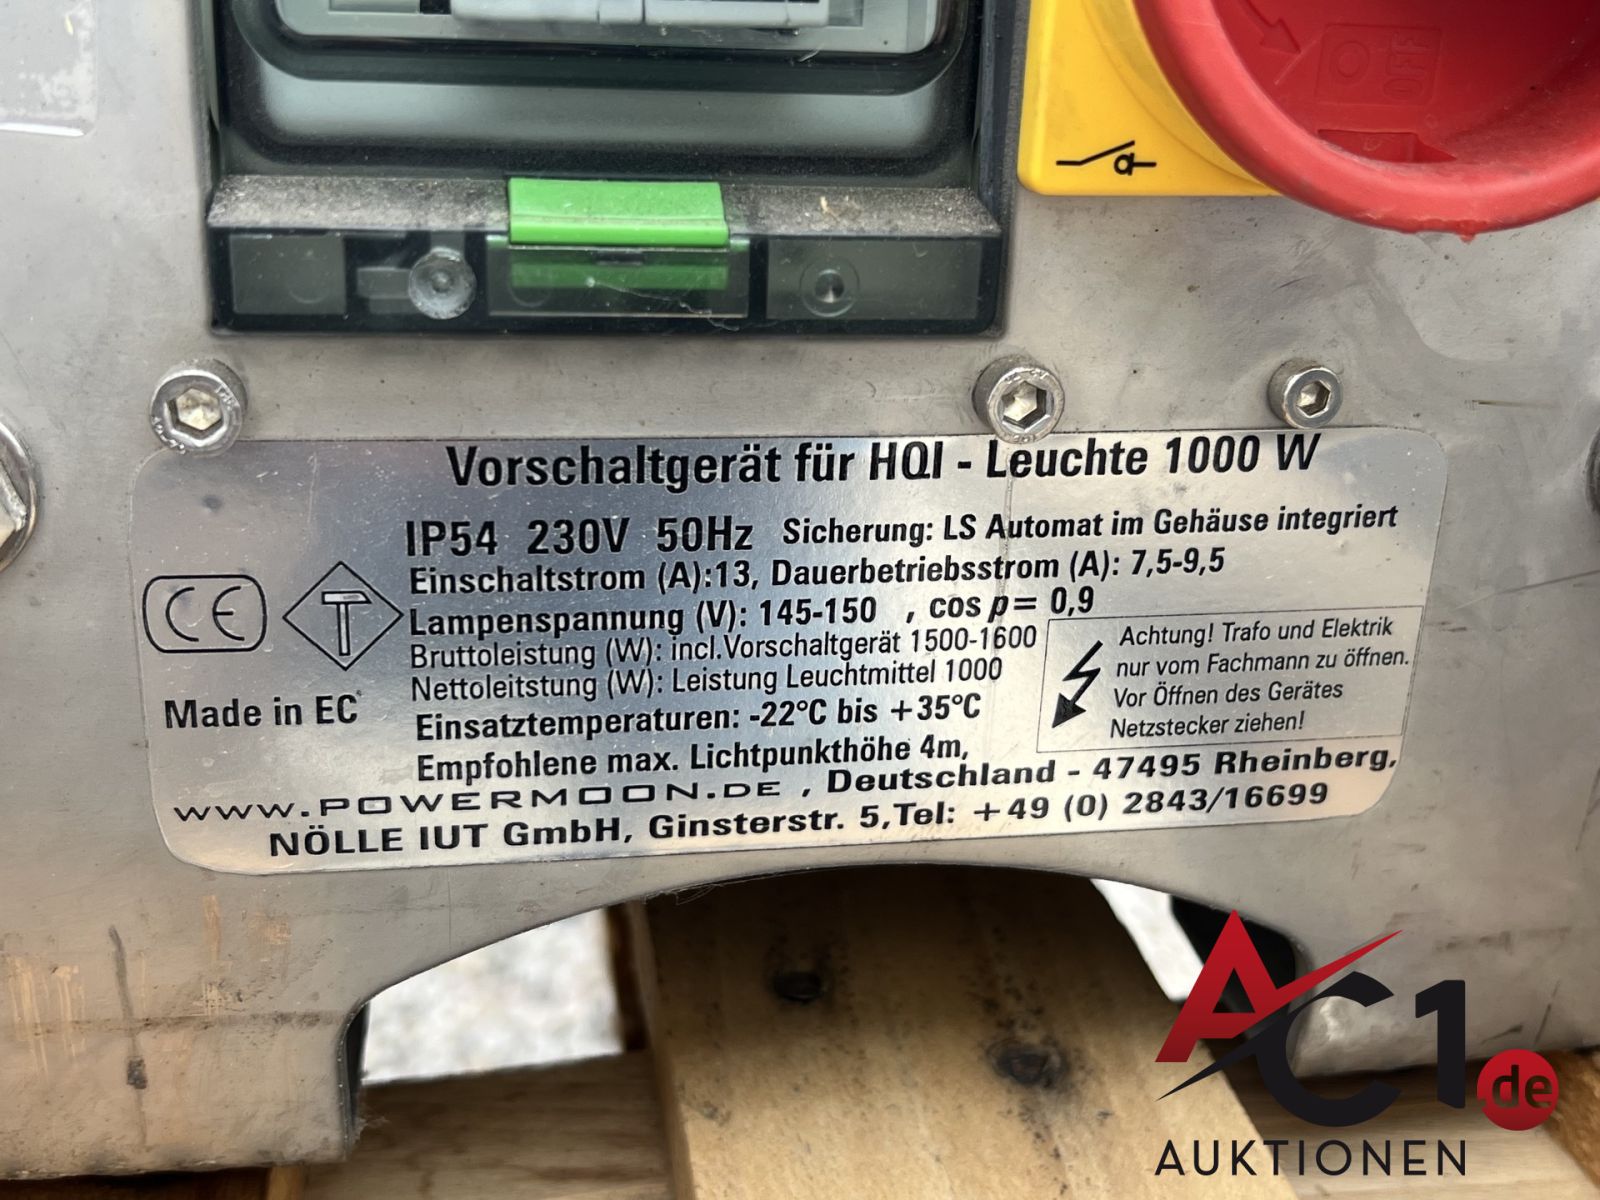 OFF
Vorschaltgerät für HQI - Leuchte 1000 W
IP54 230V 50Hz Sicherung: LS Automat im Gehäuse integriert
Einschaltstrom (A):13, Dauerbetriebsstrom (A): 7,5-9,5
Lampenspannung (V): 145-150 , cos p= 0,9
Bruttoleistung (W): incl.Vorschaltgerät 1500-1600
Nettoleitstung (W): Leistung Leuchtmittel 1000
Einsatztemperaturen: -22°C bis +35°C
Empfohlene max. Lichtpunkthöhe 4m,
CE
T
Made in EC
Achtung! Trafo und Elektrik
nur vom Fachmann zu öffnen.
Vor Öffnen des Gerätes
Netzstecker ziehen!
www.POWERMOON.DE , Deutschland - 47495 Rheinberg,
NÖLLE IUT GmbH, Ginsterstr. 5,Tel: +49 (0) 2843/16699
AC1.de
AUKTIONEN